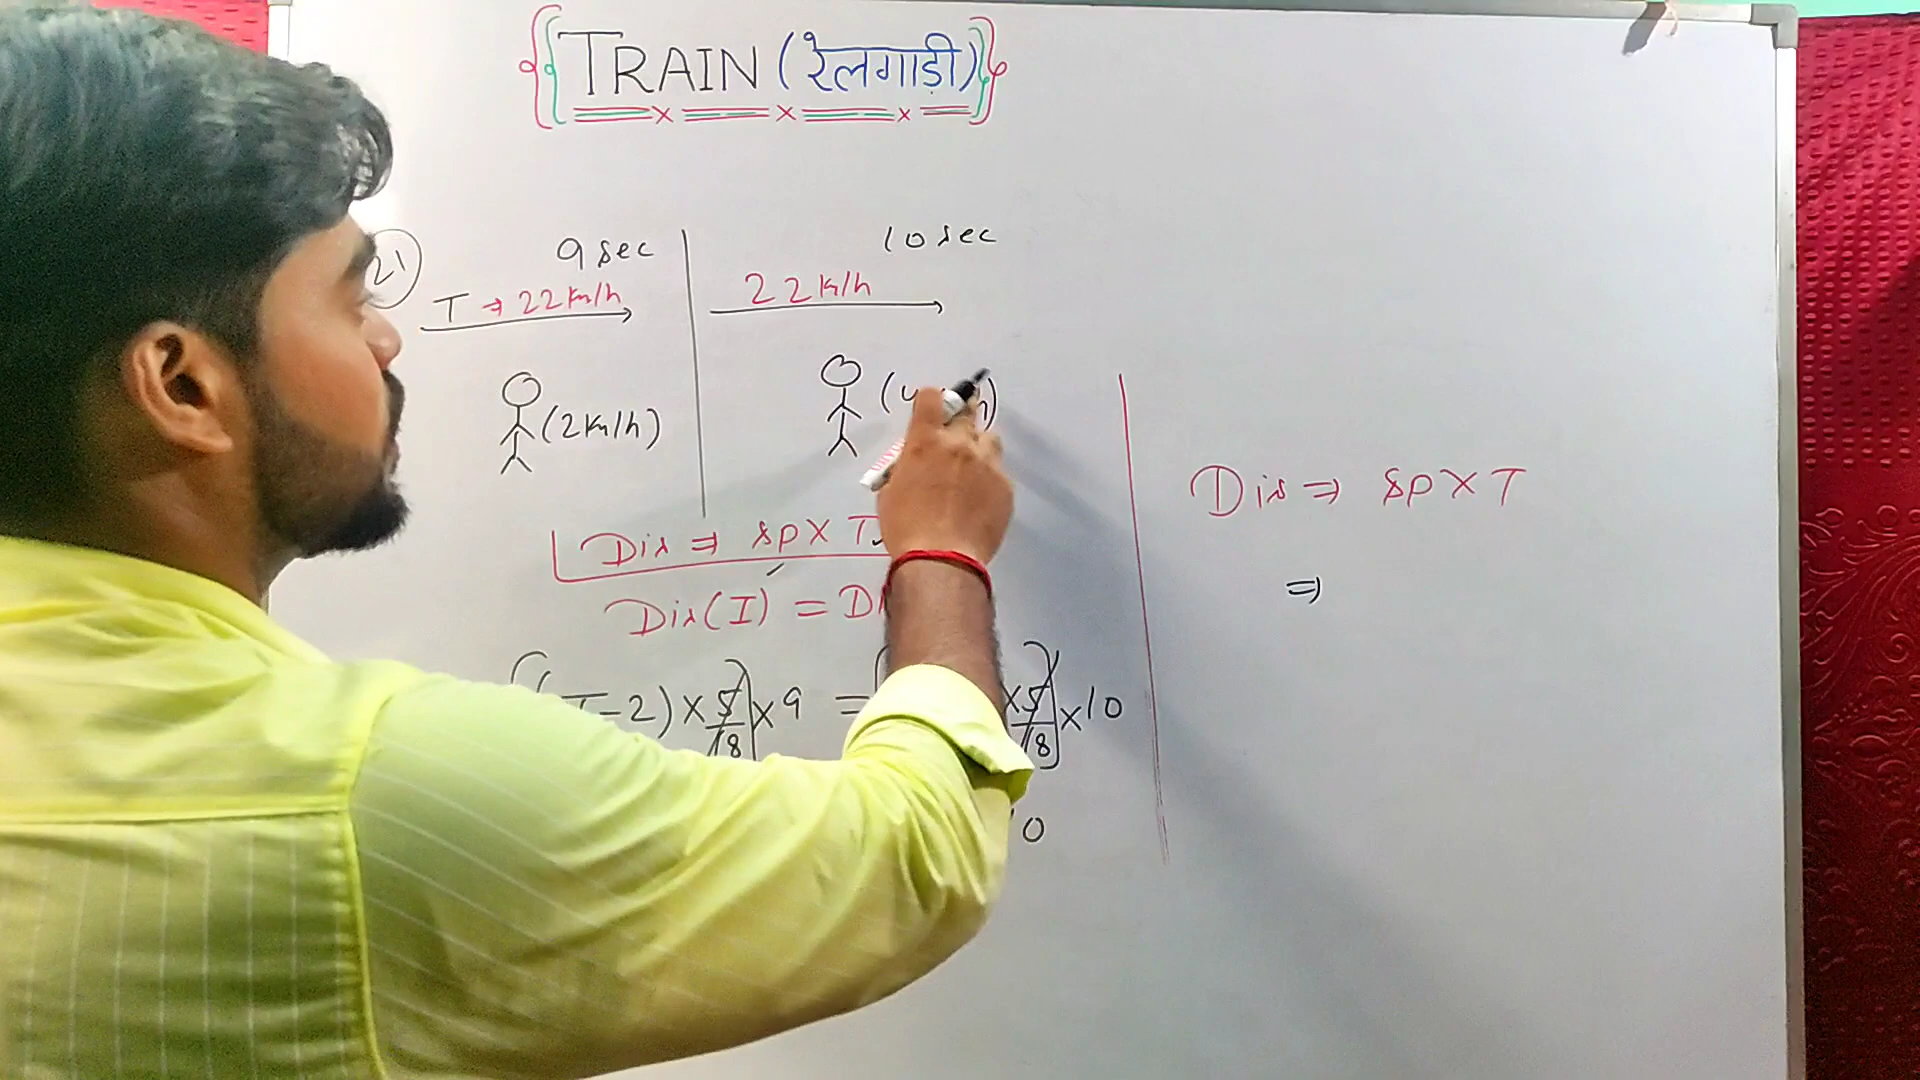 TRAIN (रेलगाड़ी)
21
9 sec
10 sec
T → 22 Km/h
22 K/h
(2 Km/h)
Dis ⇒ sp X T
Dis ⇒ sp X T
Dis (I) =
⇒
-2) × 5/18 × 9 =
× 5/18] × 10